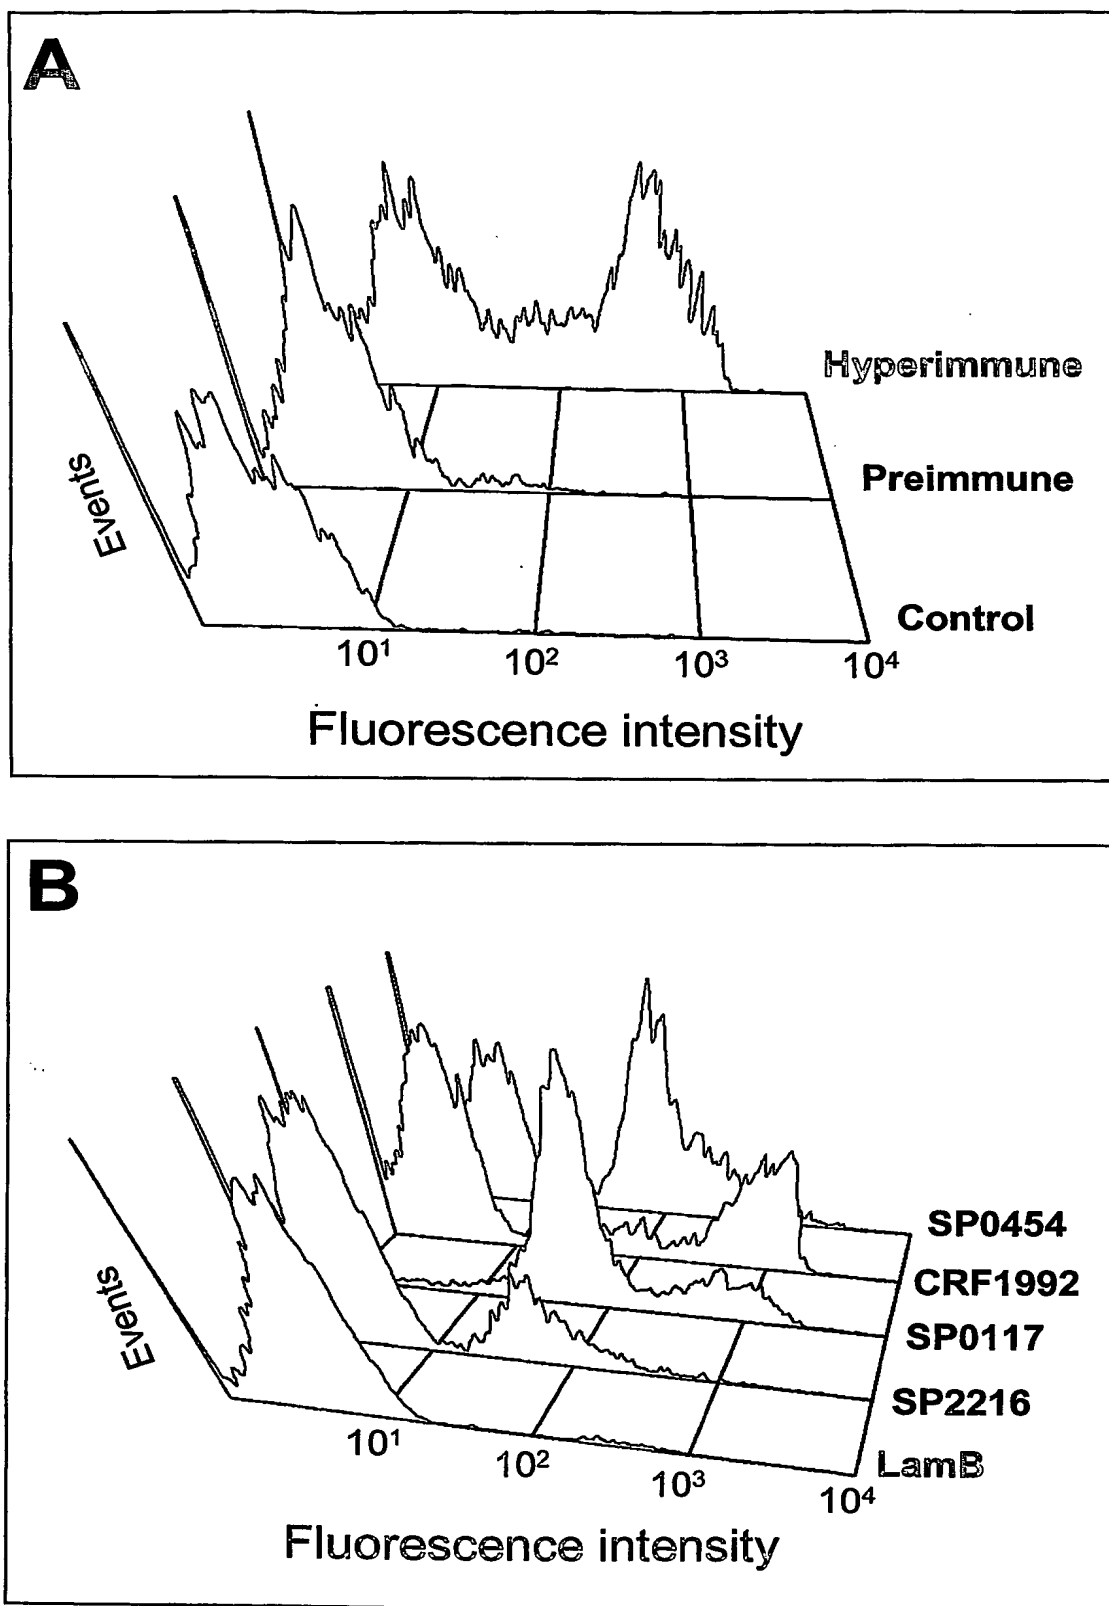 A
Hyperimmune
Preimmune
Control
Events
10¹ 10² 10³ 10⁴
Fluorescence intensity
B
SP0454
CRF1992
SP0117
SP2216
LamB
Events
10¹ 10² 10³ 10⁴
Fluorescence intensity